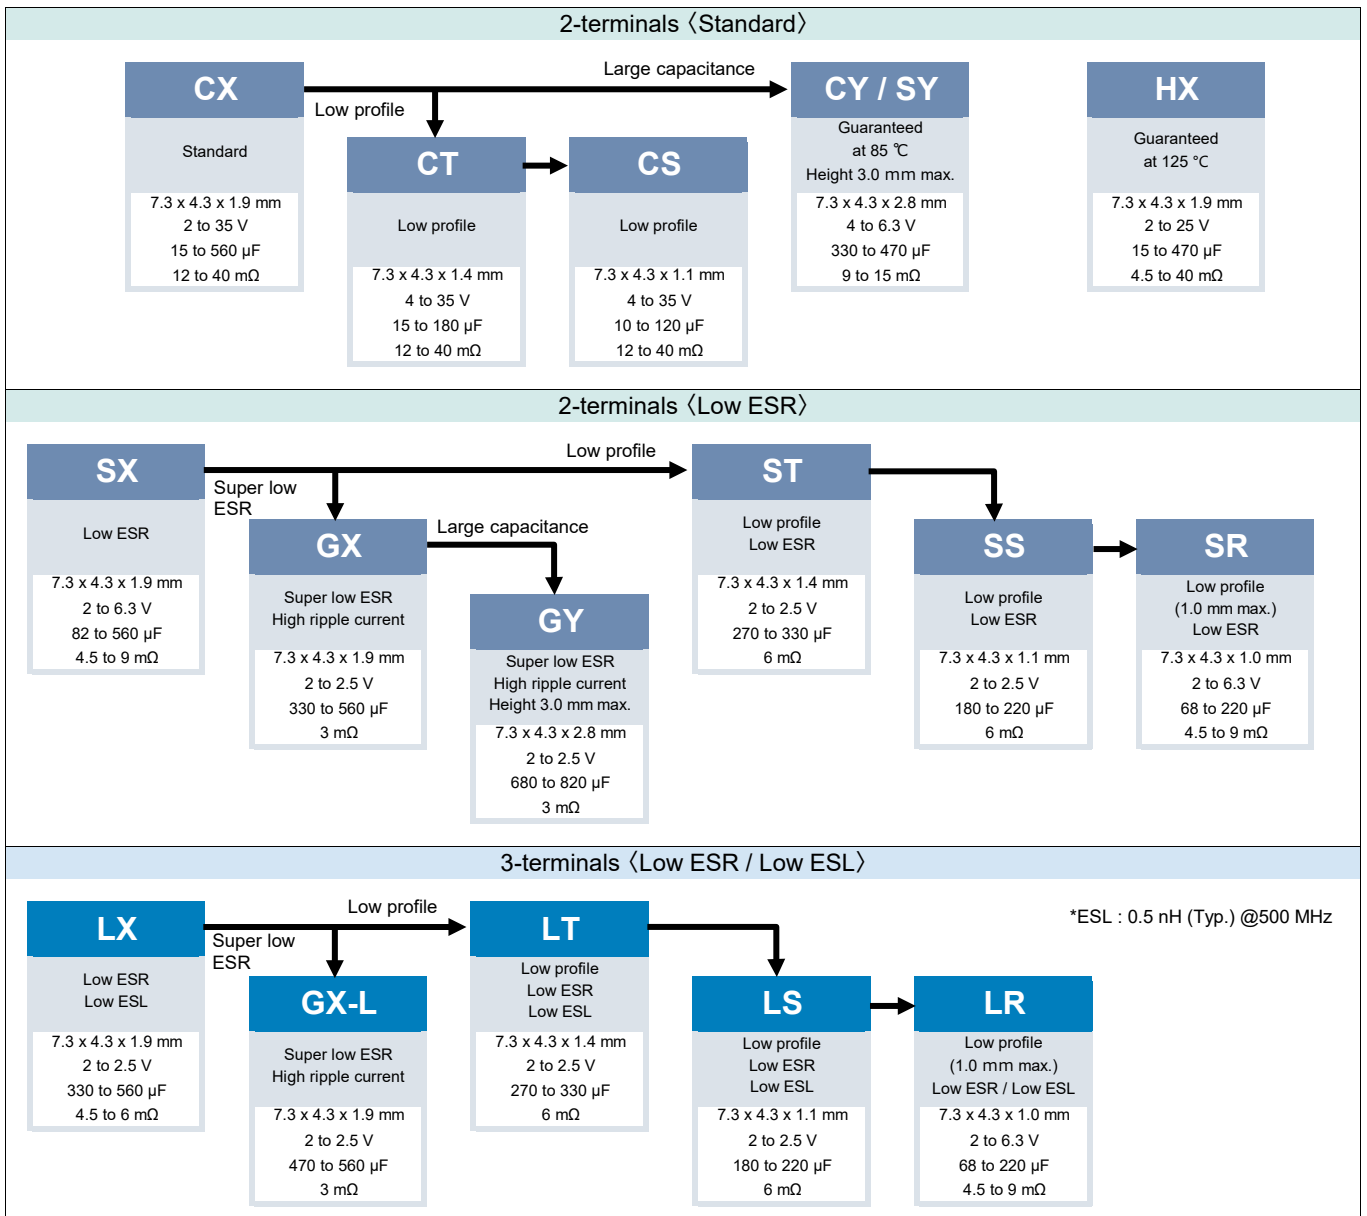 2-terminals〈Standard〉
CX
Standard
7.3 x 4.3 x 1.9 mm
2 to 35 V
15 to 560 µF
12 to 40 mΩ
Low profile
Large capacitance
CT
Low profile
7.3 x 4.3 x 1.4 mm
4 to 35 V
15 to 180 µF
12 to 40 mΩ
CS
Low profile
7.3 x 4.3 x 1.1 mm
4 to 35 V
10 to 120 µF
12 to 40 mΩ
CY / SY
Guaranteed
at 85 ℃
Height 3.0 mm max.
7.3 x 4.3 x 2.8 mm
4 to 6.3 V
330 to 470 µF
9 to 15 mΩ
HX
Guaranteed
at 125 °C
7.3 x 4.3 x 1.9 mm
2 to 25 V
15 to 470 µF
4.5 to 40 mΩ
2-terminals〈Low ESR〉
SX
Low ESR
7.3 x 4.3 x 1.9 mm
2 to 6.3 V
82 to 560 µF
4.5 to 9 mΩ
Super low
ESR
Low profile
GX
Super low ESR
High ripple current
7.3 x 4.3 x 1.9 mm
2 to 2.5 V
330 to 560 µF
3 mΩ
Large capacitance
GY
Super low ESR
High ripple current
Height 3.0 mm max.
7.3 x 4.3 x 2.8 mm
2 to 2.5 V
680 to 820 µF
3 mΩ
ST
Low profile
Low ESR
7.3 x 4.3 x 1.4 mm
2 to 2.5 V
270 to 330 µF
6 mΩ
SS
Low profile
Low ESR
7.3 x 4.3 x 1.1 mm
2 to 2.5 V
180 to 220 µF
6 mΩ
SR
Low profile
(1.0 mm max.)
Low ESR
7.3 x 4.3 x 1.0 mm
2 to 6.3 V
68 to 220 µF
4.5 to 9 mΩ
3-terminals〈Low ESR / Low ESL〉
*ESL : 0.5 nH (Typ.) @500 MHz
LX
Low ESR
Low ESL
7.3 x 4.3 x 1.9 mm
2 to 2.5 V
330 to 560 µF
4.5 to 6 mΩ
Super low
ESR
Low profile
GX-L
Super low ESR
High ripple current
7.3 x 4.3 x 1.9 mm
2 to 2.5 V
470 to 560 µF
3 mΩ
LT
Low profile
Low ESR
Low ESL
7.3 x 4.3 x 1.4 mm
2 to 2.5 V
270 to 330 µF
6 mΩ
LS
Low profile
Low ESR
Low ESL
7.3 x 4.3 x 1.1 mm
2 to 2.5 V
180 to 220 µF
6 mΩ
LR
Low profile
(1.0 mm max.)
Low ESR / Low ESL
7.3 x 4.3 x 1.0 mm
2 to 6.3 V
68 to 220 µF
4.5 to 9 mΩ